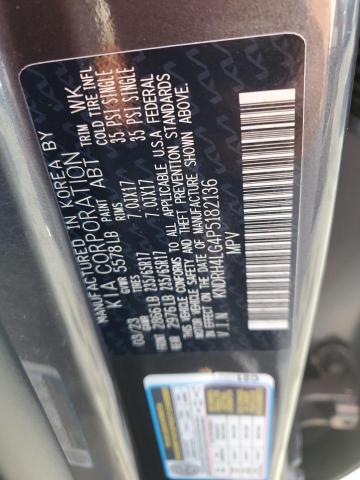 MANUFACTURED IN KOREA BY
KIA CORPORATION
03/23 GVWR 5578LB PAINT ABT TRIM WK
GAWR RIMS COLD TIRE INFL
FRONT 2866LB 235/65R17 7.0JX17 35 PSI SINGLE
REAR 2976LB 235/65R17 7.0JX17 35 PSI SINGLE
THIS VEHICLE CONFORMS TO ALL APPLICABLE U.S.A FEDERAL
MOTOR VEHICLE SAFETY, BUMPER, AND THEFT PREVENTION
STANDARDS IN EFFECT ON THE DATE OF MANUFACTURE SHOWN ABOVE.
V.I.N KNDRH4LG4P5182136
MPV